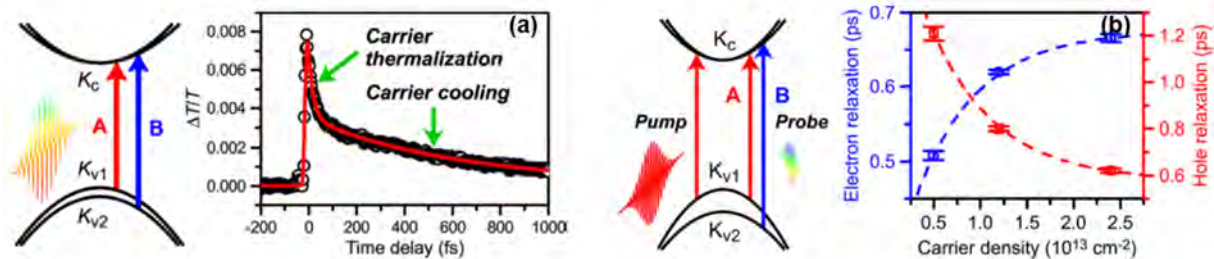 K_c
K_v1
K_v2
A
B
(a)
Carrier
thermalization
Carrier cooling
ΔT/T
0.008
0.006
0.004
0.002
0.000
-200 0 200 400 600 800 1000
Time delay (fs)
K_c
A
B
Pump
Probe
K_v1
K_v2
(b)
Electron relaxation (ps)
0.7
0.6
0.5
Hole relaxation (ps)
1.2
1.0
0.8
0.6
0.5 1.0 1.5 2.0 2.5
Carrier density (10^13 cm^-2)